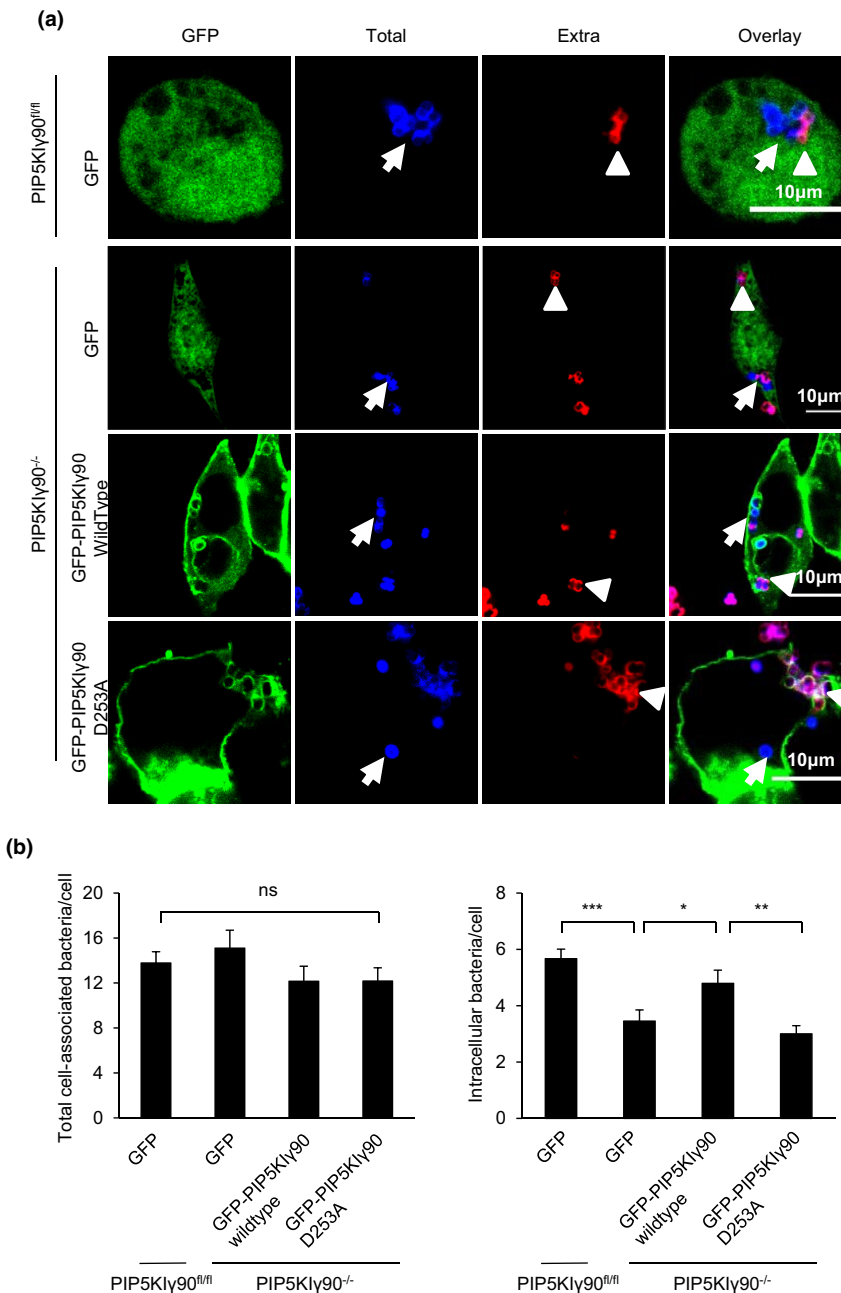 (a)
GFP Total Extra Overlay
PIP5KIγ90fl/fl
GFP
10μm
PIP5KIγ90-/-
GFP
10μm
GFP-PIP5KIγ90
WildType
10μm
GFP-PIP5KIγ90
D253A
10μm
(b)
Total cell-associated bacteria/cell
20
16
12
8
4
0
ns
GFP
GFP
GFP-PIP5KIγ90
wildtype
GFP-PIP5KIγ90
D253A
PIP5KIγ90fl/fl PIP5KIγ90-/-
Intracellular bacteria/cell
8
6
4
2
0
*** * **
GFP
GFP
GFP-PIP5KIγ90
wildtype
GFP-PIP5KIγ90
D253A
PIP5KIγ90fl/fl PIP5KIγ90-/-